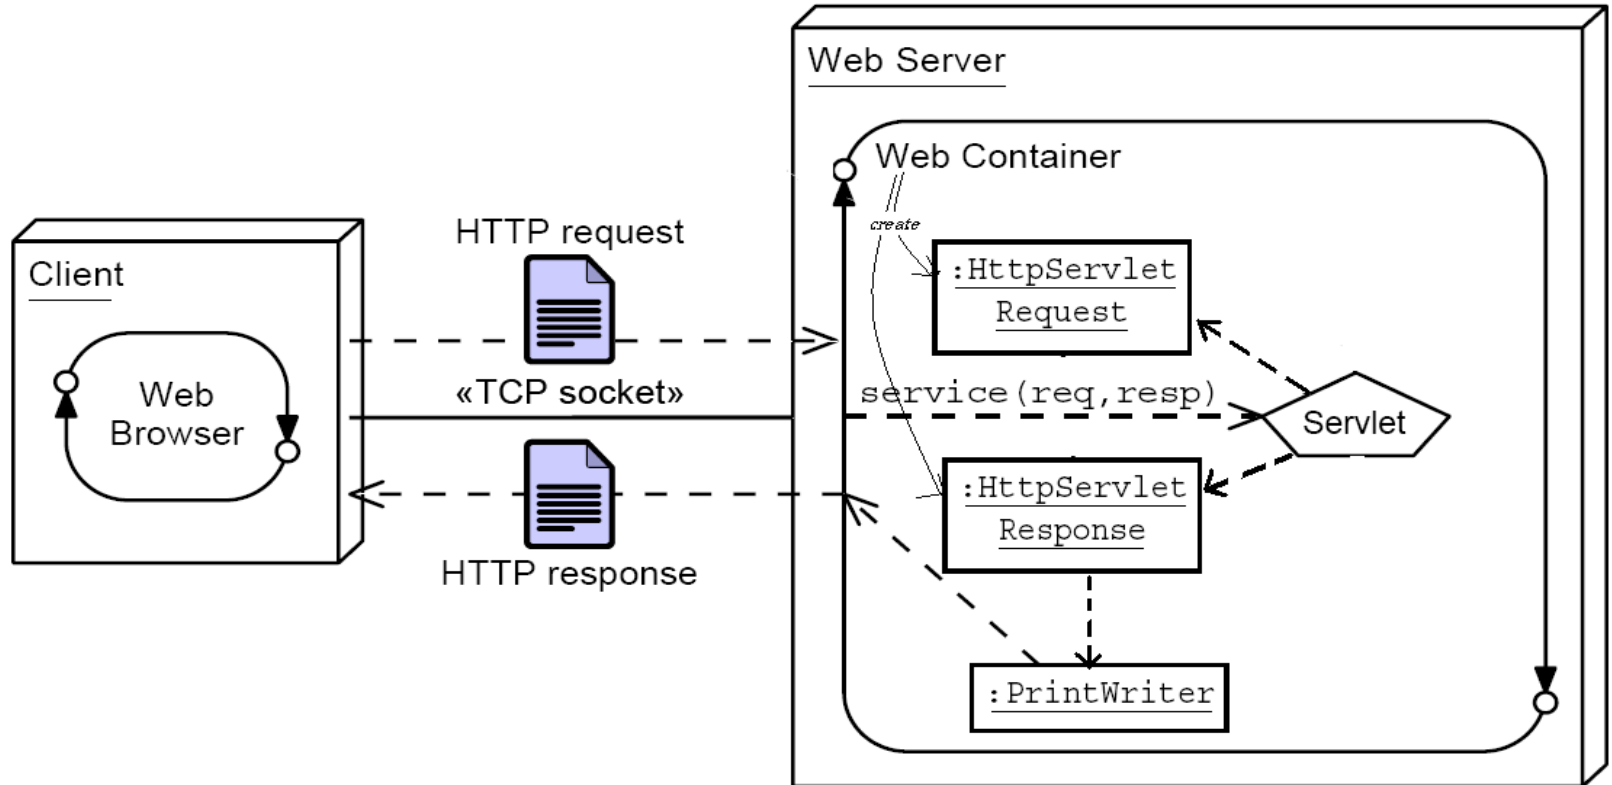 Web Server
Web Container
create
HTTP request
:HttpServlet
Request
Client
«TCP socket»
service(req,resp)
Web
Browser
Servlet
:HttpServlet
Response
HTTP response
:PrintWriter